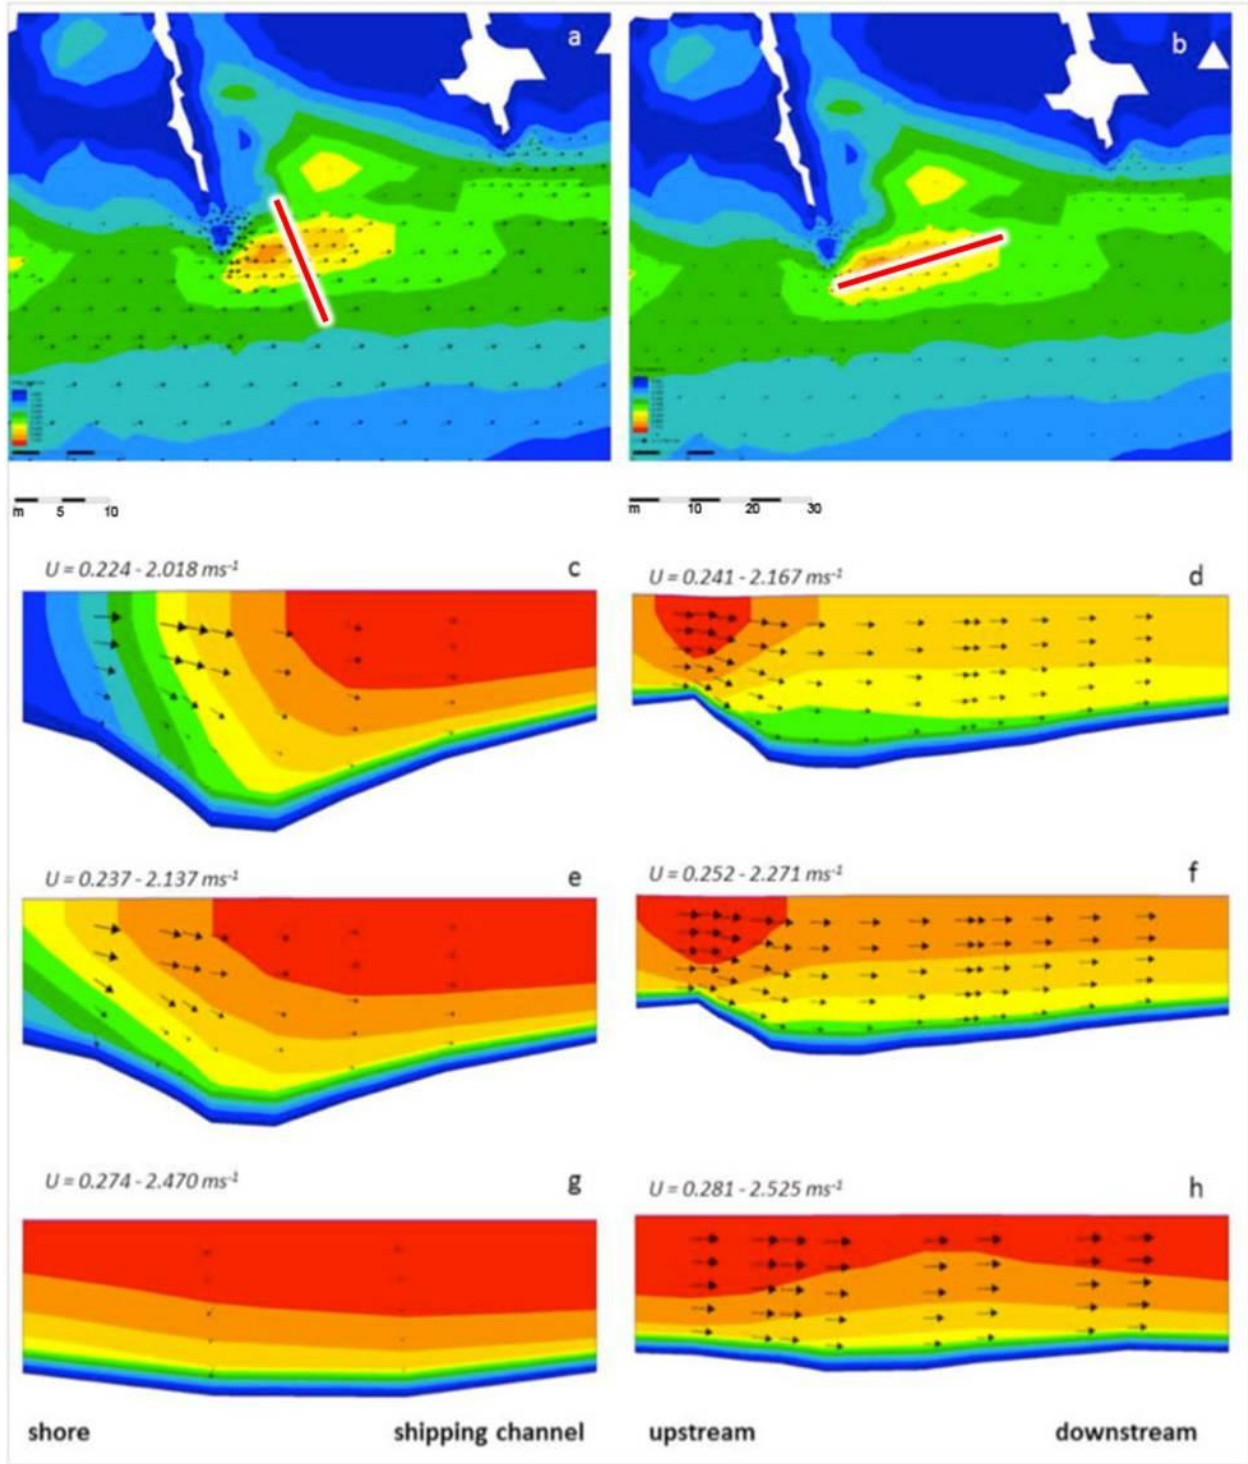 a
b
m 5 10
m 10 20 30
U = 0.224 - 2.018 ms⁻¹
c
U = 0.241 - 2.167 ms⁻¹
d
U = 0.237 - 2.137 ms⁻¹
e
U = 0.252 - 2.271 ms⁻¹
f
U = 0.274 - 2.470 ms⁻¹
g
U = 0.281 - 2.525 ms⁻¹
h
shore
shipping channel
upstream
downstream